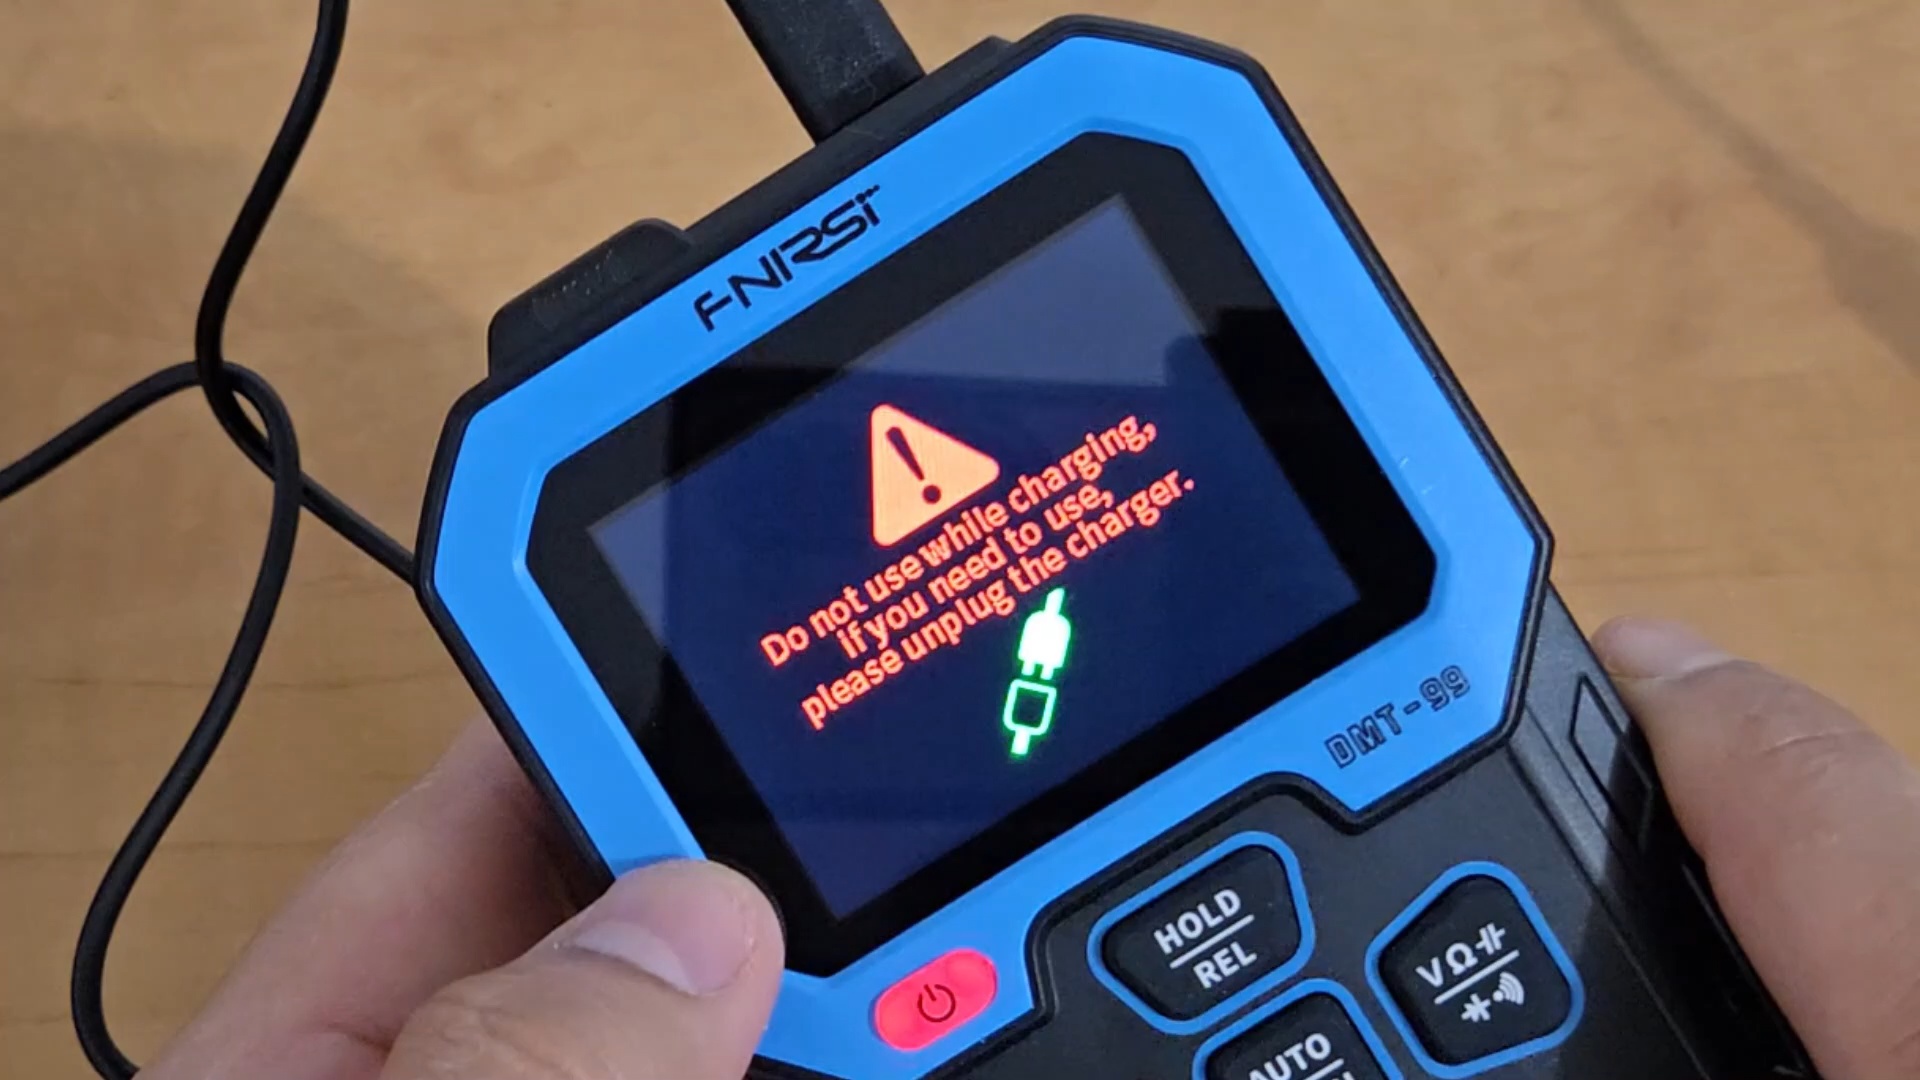 FNIRSI
Do not use while charging,
if you need to use,
please unplug the charger.
DMT-99
HOLD
REL
VΩ
AUTO